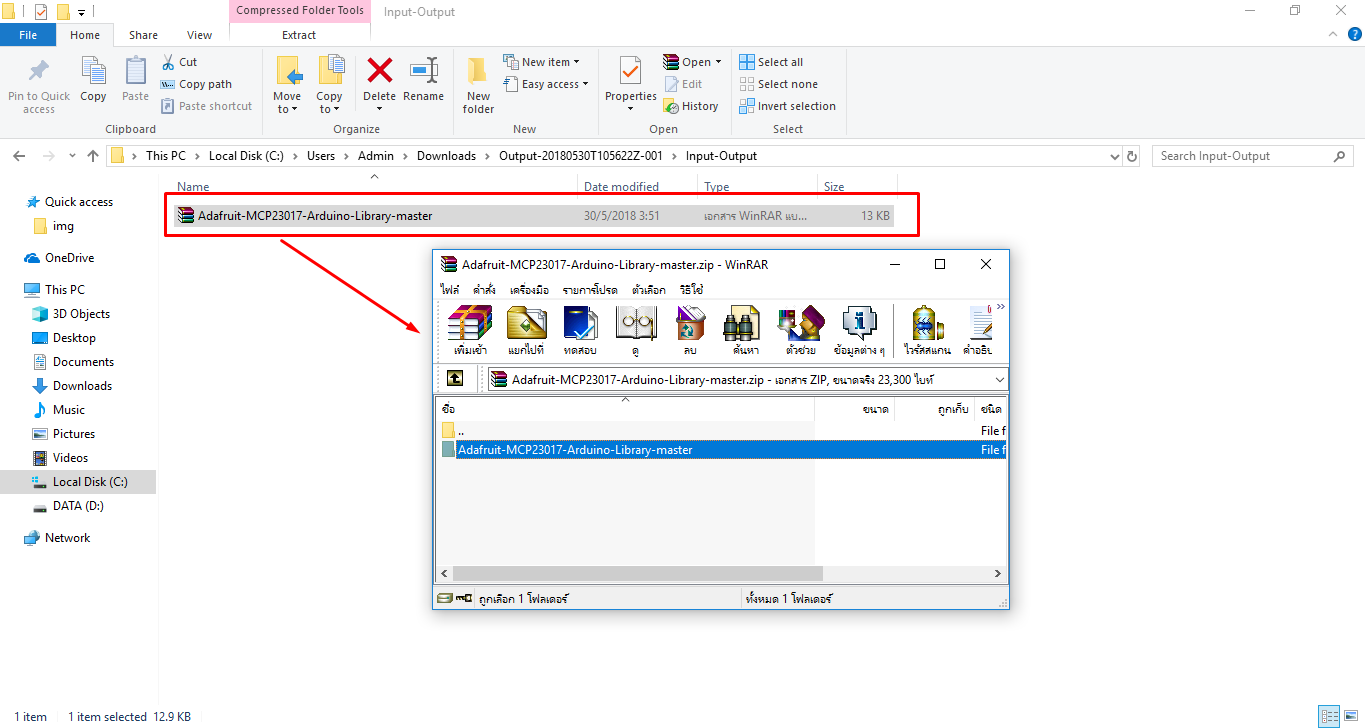 Compressed Folder Tools
Input-Output
File
Home
Share
View
Extract
Pin to Quick access
Copy
Paste
Cut
Copy path
Paste shortcut
Clipboard
Move to
Copy to
Delete
Rename
Organize
New folder
New item
Easy access
New
Properties
Open
Edit
History
Open
Select all
Select none
Invert selection
Select
This PC
Local Disk (C:)
Users
Admin
Downloads
Output-20180530T105622Z-001
Input-Output
Search Input-Output
Name
Date modified
Type
Size
Adafruit-MCP23017-Arduino-Library-master
30/5/2018 3:51
เอกสาร WinRAR แบ...
13 KB
Quick access
img
OneDrive
This PC
3D Objects
Desktop
Documents
Downloads
Music
Pictures
Videos
Local Disk (C:)
DATA (D:)
Network
Adafruit-MCP23017-Arduino-Library-master.zip - WinRAR
ไฟล์
คำสั่ง
เครื่องมือ
รายการโปรด
ตัวเลือก
วิธีใช้
เพิ่มเข้า
แยกไปที่
ทดสอบ
ดู
ลบ
ค้นหา
ตัวช่วย
ข้อมูลต่าง ๆ
ไวรัสสแกน
คำอธิบ
Adafruit-MCP23017-Arduino-Library-master.zip - เอกสาร ZIP, ขนาดจริง 23,300 ไบท์
ชื่อ
ขนาด
ถูกเก็บ
ชนิด
..
File f
Adafruit-MCP23017-Arduino-Library-master
File f
ถูกเลือก 1 โฟลเดอร์
ทั้งหมด 1 โฟลเดอร์
1 item
1 item selected 12.9 KB